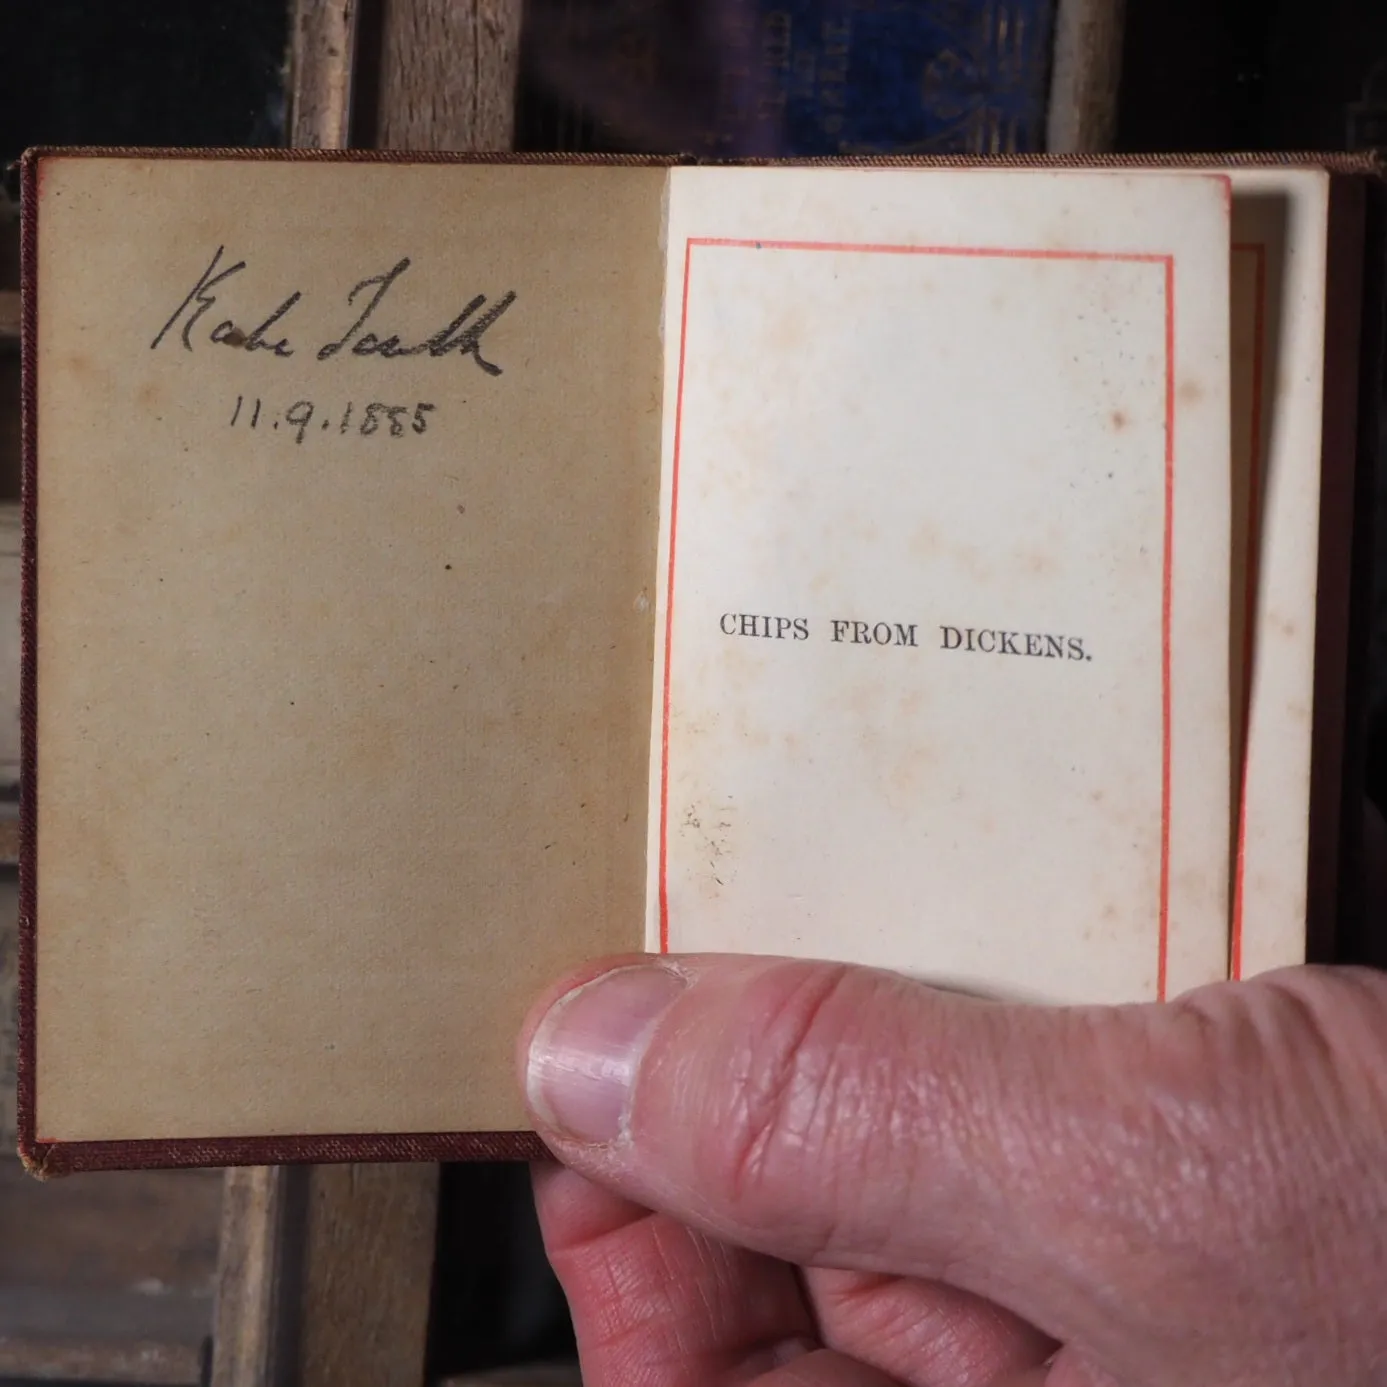 Kate
11.9.1885
CHIPS FROM DICKENS.